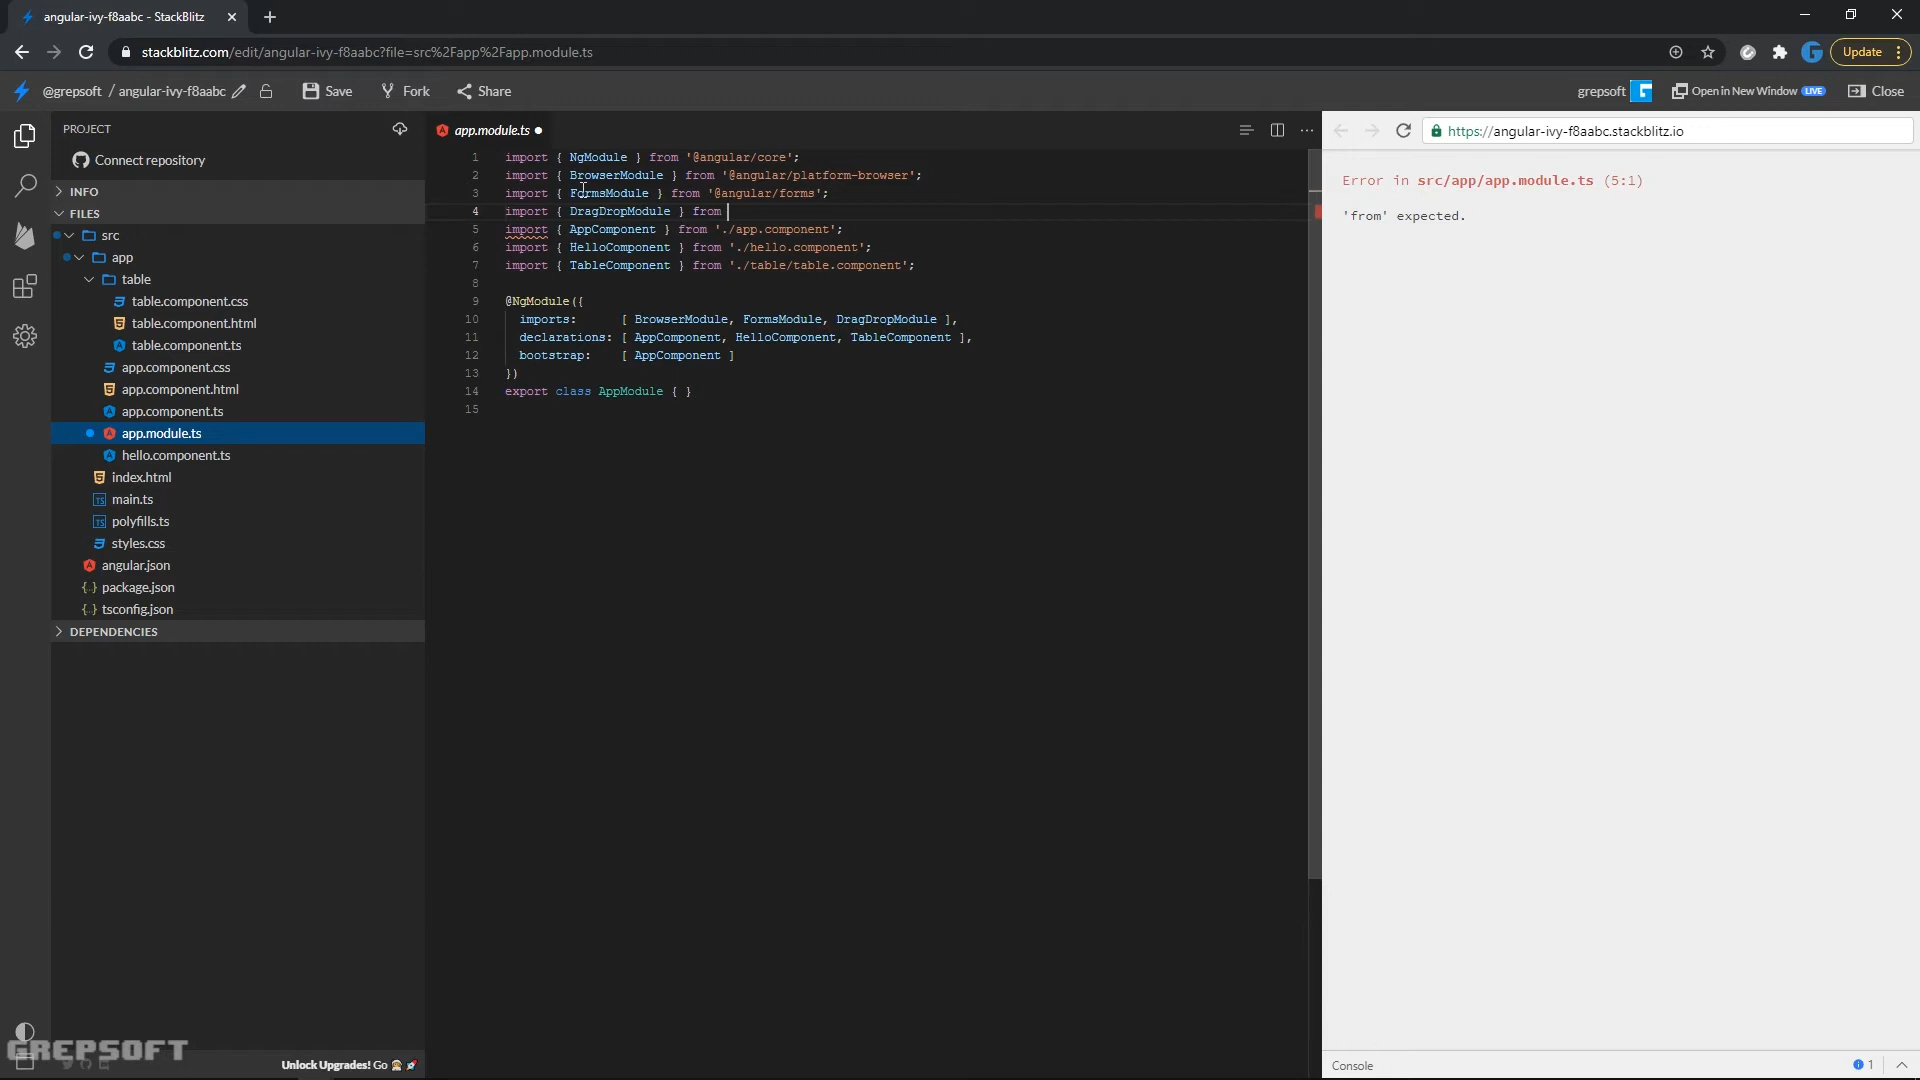 angular-ivy-f8aabc - StackBlitz
stackblitz.com/edit/angular-ivy-f8aabc?file=src%2Fapp%2Fapp.module.ts
G
Update
@grepsoft / angular-ivy-f8aabc
Save
Fork
Share
grepsoft
Open in New Window LIVE
Close
PROJECT
Connect repository
INFO
FILES
src
app
table
table.component.css
table.component.html
table.component.ts
app.component.css
app.component.html
app.component.ts
app.module.ts
hello.component.ts
index.html
TS main.ts
TS polyfills.ts
styles.css
angular.json
{..} package.json
{..} tsconfig.json
DEPENDENCIES
Unlock Upgrades! Go
GREPSOFT
app.module.ts
1 import { NgModule } from '@angular/core';
2 import { BrowserModule } from '@angular/platform-browser';
3 import { FormsModule } from '@angular/forms';
4 import { DragDropModule } from
5 import { AppComponent } from './app.component';
6 import { HelloComponent } from './hello.component';
7 import { TableComponent } from './table/table.component';
8
9 @NgModule({
10 imports: [ BrowserModule, FormsModule, DragDropModule ],
11 declarations: [ AppComponent, HelloComponent, TableComponent ],
12 bootstrap: [ AppComponent ]
13 })
14 export class AppModule { }
15
https://angular-ivy-f8aabc.stackblitz.io
Error in src/app/app.module.ts (5:1)
'from' expected.
Console
1